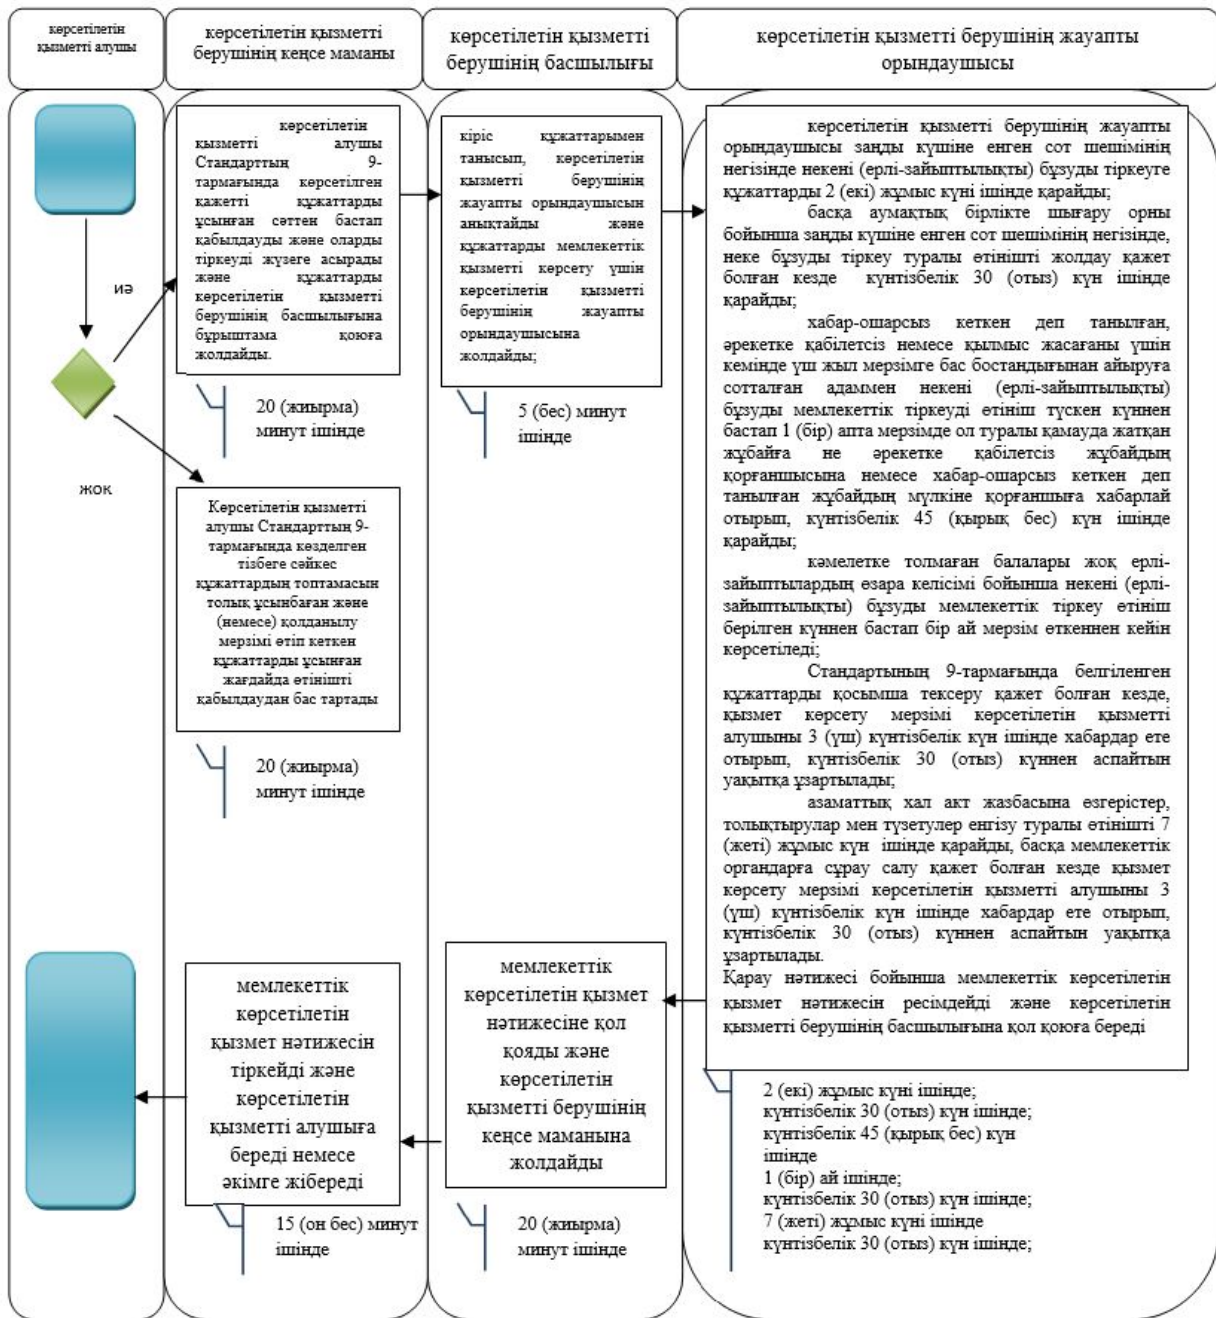 көрсетілетін
қызметті алушы
көрсетілетін қызметті
берушінің кеңсе маманы
көрсетілетін қызметті
берушінің басшылығы
көрсетілетін қызметті берушінің жауапты
орындаушысы
иә
жоқ
көрсетілетін
қызметті алушы
Стандарттың 9-
тармағында көрсетілген
қажетті құжаттарды
ұсынған сәттен бастап
қабылдауды және оларды
тіркеуді жүзеге асырады
және құжаттарды
көрсетілетін қызметті
берушінің басшылығына
бұрыштама қоюға
жолдайды.
20 (жиырма)
минут ішінде
Көрсетілетін қызметті
алушы Стандарттың 9-
тармағында көзделген
тізбеге сәйкес
құжаттардың топтамасын
толық ұсынбаған және
(немесе) қолданылу
мерзімі өтіп кеткен
құжаттарды ұсынған
жағдайда өтінішті
қабылдаудан бас тартады
20 (жиырма)
минут ішінде
кіріс құжаттарымен
танысып, көрсетілетін
қызметті берушінің
жауапты орындаушысын
анықтайды және
құжаттарды мемлекеттік
қызметті көрсету үшін
көрсетілетін қызметті
берушінің жауапты
орындаушысына
жолдайды;
5 (бес) минут
ішінде
көрсетілетін қызметті берушінің жауапты
орындаушысы заңды күшіне енген сот шешімінің
негізінде некені (ерлі-зайыптылықты) бұзуды тіркеуге
құжаттарды 2 (екі) жұмыс күні ішінде қарайды;
басқа аумақтық бірлікте шығару орны
бойынша заңды күшіне енген сот шешімінің негізінде,
неке бұзуды тіркеу туралы өтінішті жолдау қажет
болған кезде күнтізбелік 30 (отыз) күн ішінде
қарайды;
хабар-ошарсыз кеткен деп танылған,
әрекетке қабілетсіз немесе қылмыс жасағаны үшін
кемінде үш жыл мерзімге бас бостандығынан айыруға
сотталған адаммен некені (ерлі-зайыптылықты)
бұзуды мемлекеттік тіркеуді өтініш түскен күннен
бастап 1 (бір) апта мерзімде ол туралы қамауда жатқан
жұбайға не әрекетке қабілетсіз жұбайдың
қорғаншысына немесе хабар-ошарсыз кеткен деп
танылған жұбайдың мүлкіне қорғаншыға хабарлай
отырып, күнтізбелік 45 (қырық бес) күн ішінде
қарайды;
кәмелетке толмаған балалары жоқ ерлі-
зайыптылардың өзара келісімі бойынша некені (ерлі-
зайыптылықты) бұзуды мемлекеттік тіркеу өтініш
берілген күннен бастап бір ай мерзім өткеннен кейін
көрсетіледі;
Стандартының 9-тармағында белгіленген
құжаттарды қосымша тексеру қажет болған кезде,
қызмет көрсету мерзімі көрсетілетін қызметті
алушыны 3 (үш) күнтізбелік күн ішінде хабардар ете
отырып, күнтізбелік 30 (отыз) күннен аспайтын
уақытқа ұзартылады;
азаматтық хал акт жазбасына өзгерістер,
толықтырулар мен түзетулер енгізу туралы өтінішті 7
(жеті) жұмыс күн ішінде қарайды, басқа мемлекеттік
органдарға сұрау салу қажет болған кезде қызмет
көрсету мерзімі көрсетілетін қызметті алушыны 3
(үш) күнтізбелік күн ішінде хабардар ете отырып,
күнтізбелік 30 (отыз) күннен аспайтын уақытқа
ұзартылады.
Қарау нәтижесі бойынша мемлекеттік көрсетілетін
қызмет нәтижесін ресімдейді және көрсетілетін
қызметті берушінің басшылығына қол қоюға береді
2 (екі) жұмыс күні ішінде;
күнтізбелік 30 (отыз) күн ішінде;
күнтізбелік 45 (қырық бес) күн
ішінде
1 (бір) ай ішінде;
күнтізбелік 30 (отыз) күн ішінде;
7 (жеті) жұмыс күні ішінде
күнтізбелік 30 (отыз) күн ішінде;
мемлекеттік
көрсетілетін қызмет
нәтижесіне қол
қояды және
көрсетілетін
қызметті берушінің
кеңсе маманына
жолдайды
20 (жиырма)
минут ішінде
мемлекеттік
көрсетілетін
қызмет нәтижесін
тіркейді және
көрсетілетін
қызметті алушыға
береді немесе
әкімге жібереді
15 (он бес) минут
ішінде